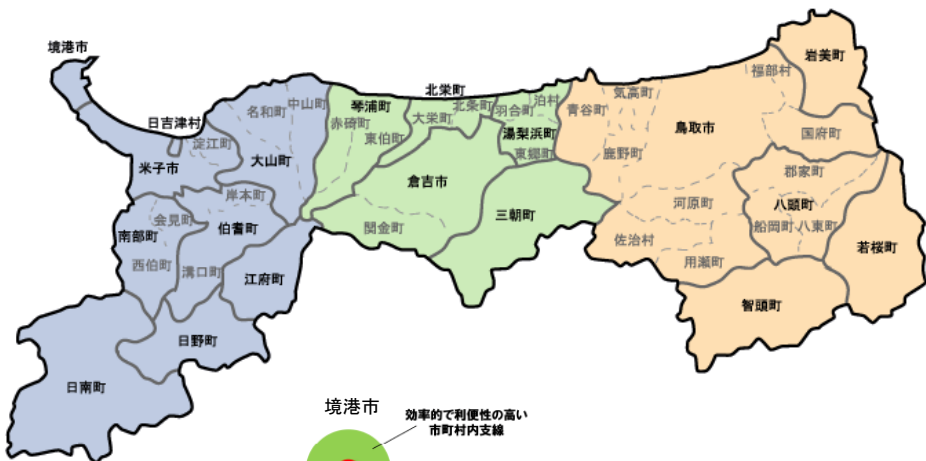 境港市
日吉津村
米子市
淀江町
名和町
中山町
大山町
岸本町
会見町
南部町
伯耆町
西伯町
溝口町
江府町
日野町
日南町
北栄町
琴浦町
赤碕町
東伯町
大栄町
北条町
羽合町
泊村
湯梨浜町
東郷町
倉吉市
関金町
三朝町
青谷町
気高町
鹿野町
鳥取市
福部村
岩美町
国府町
郡家町
八頭町
船岡町
八東町
河原町
佐治村
用瀬町
若桜町
智頭町
境港市
効率的で利便性の高い
市町村内支線